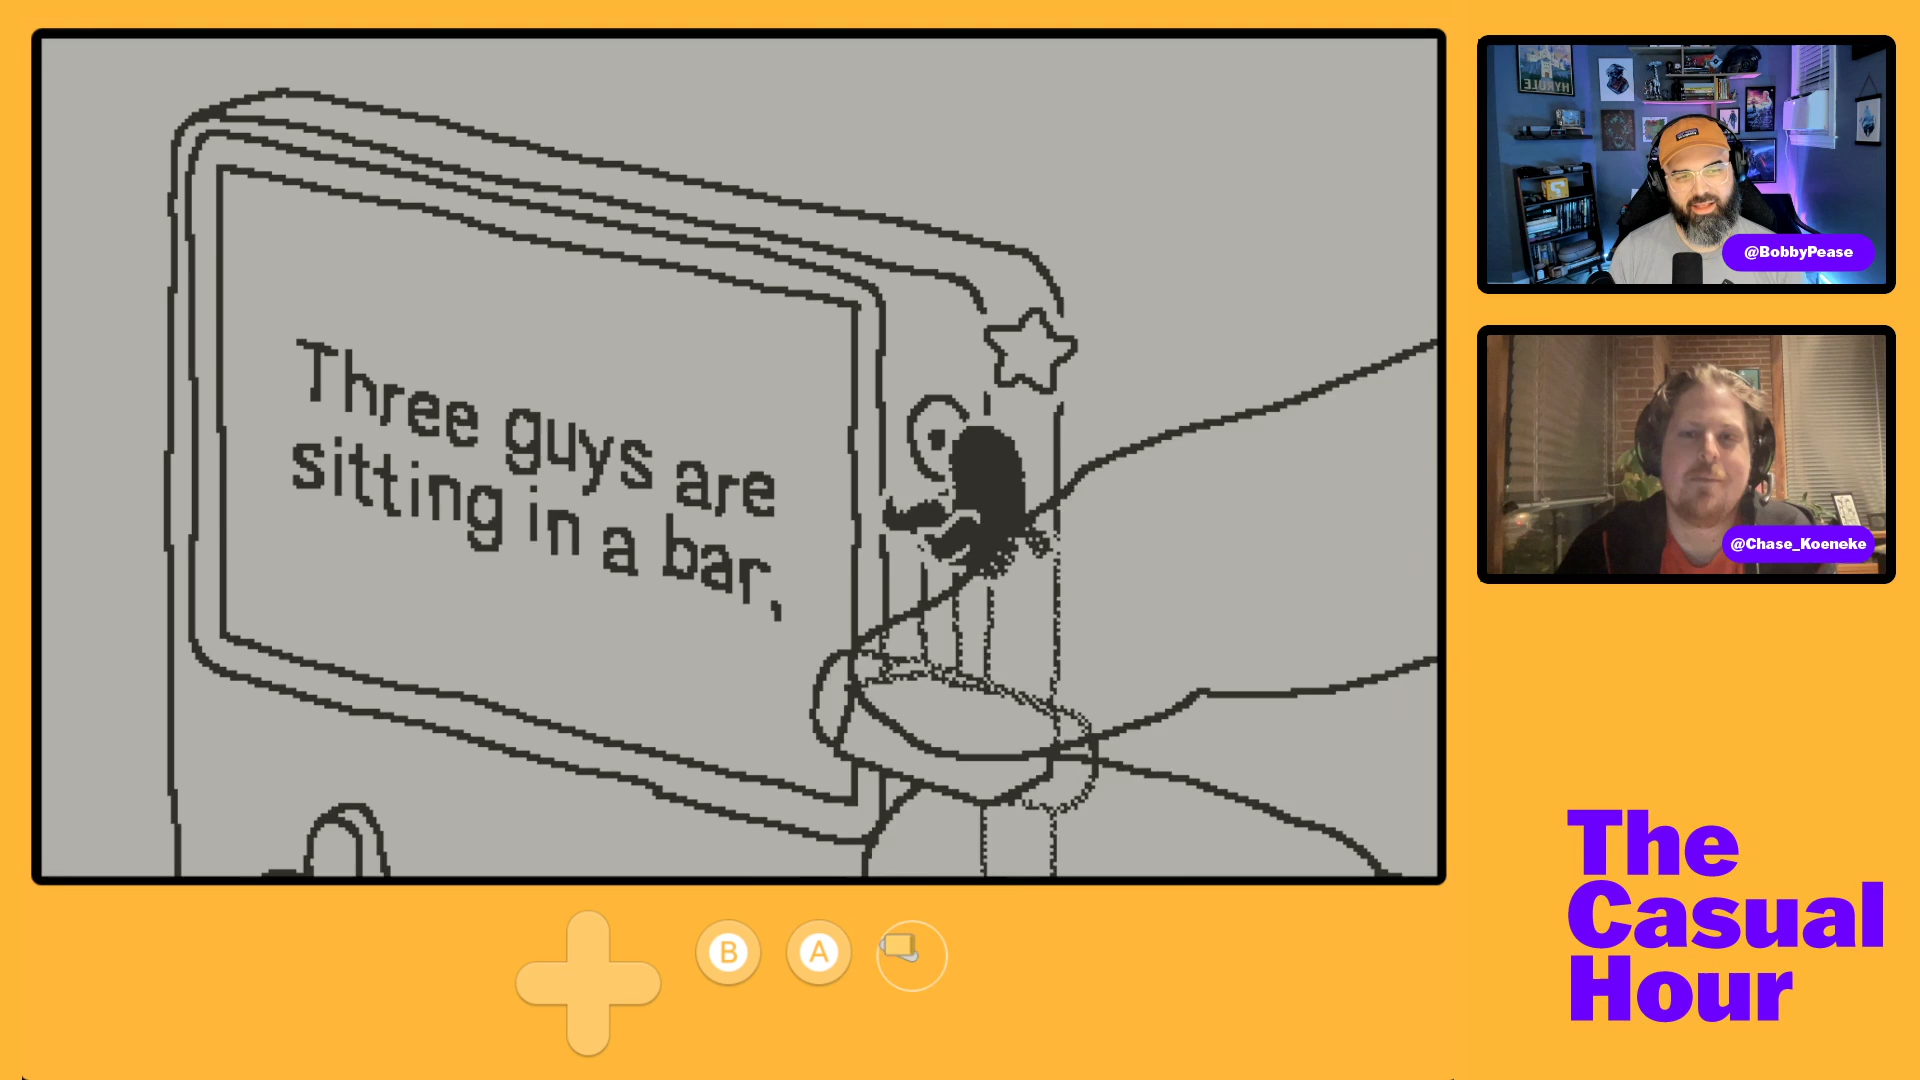 Three guys are
sitting in a bar,
B
A
@BobbyPease
@Chase_Koeneke
The
Casual
Hour